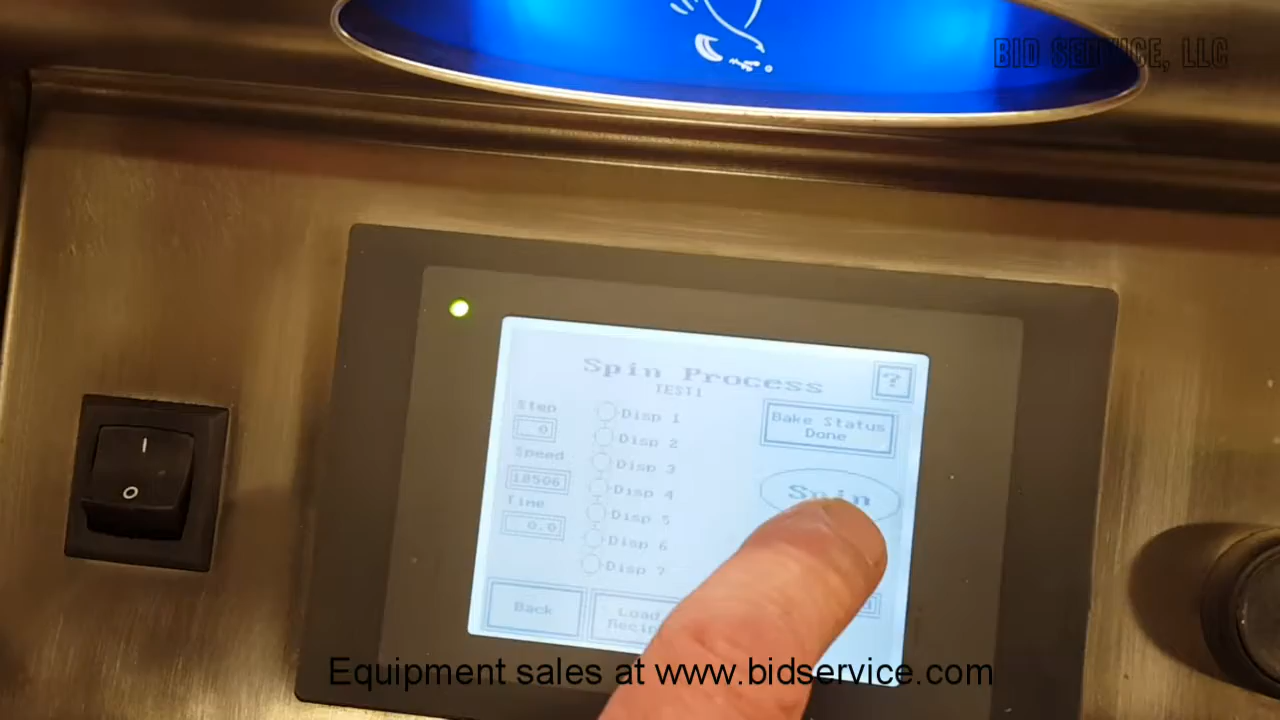 BID SERVICE, LLC
Spin Process
TEST1
?
Step
0
Speed
18506
Time
0.0
Disp 1
Disp 2
Disp 3
Disp 4
Disp 5
Disp 6
Disp 7
Bake Status
Done
Spin
Back
Load
Equipment sales at www.bidservice.com